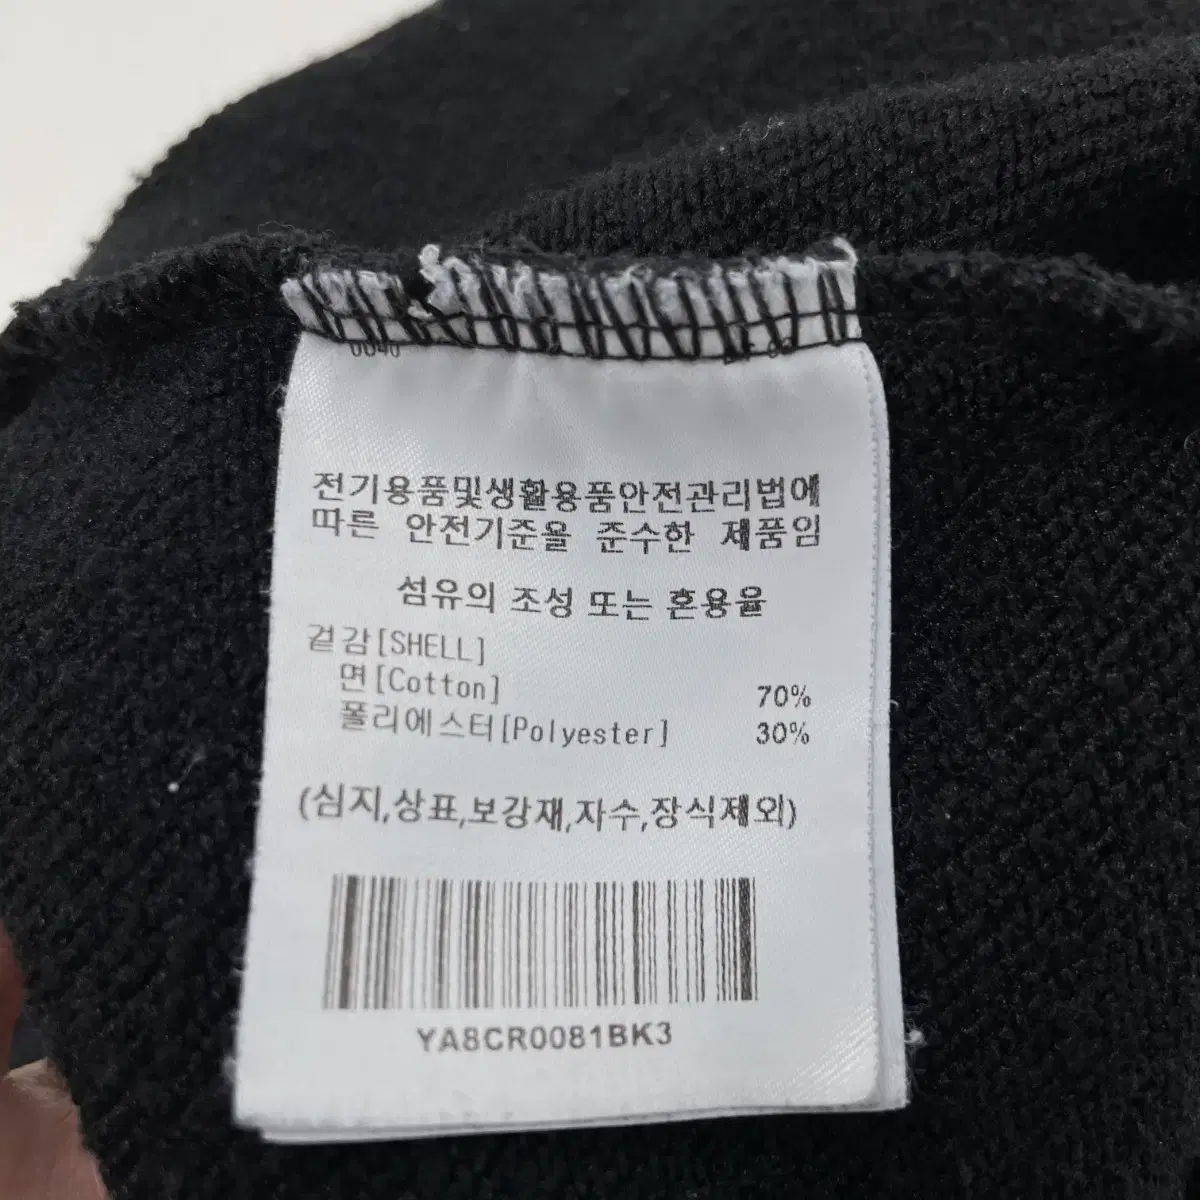 전기용품및생활용품안전관리법에
따른 안전기준을 준수한 제품임
섬유의 조성 또는 혼용율
겉감[SHELL]
면[Cotton] 70%
폴리에스터[Polyester] 30%
(심지,상표,보강재,자수,장식제외)
YA8CR0081BK3